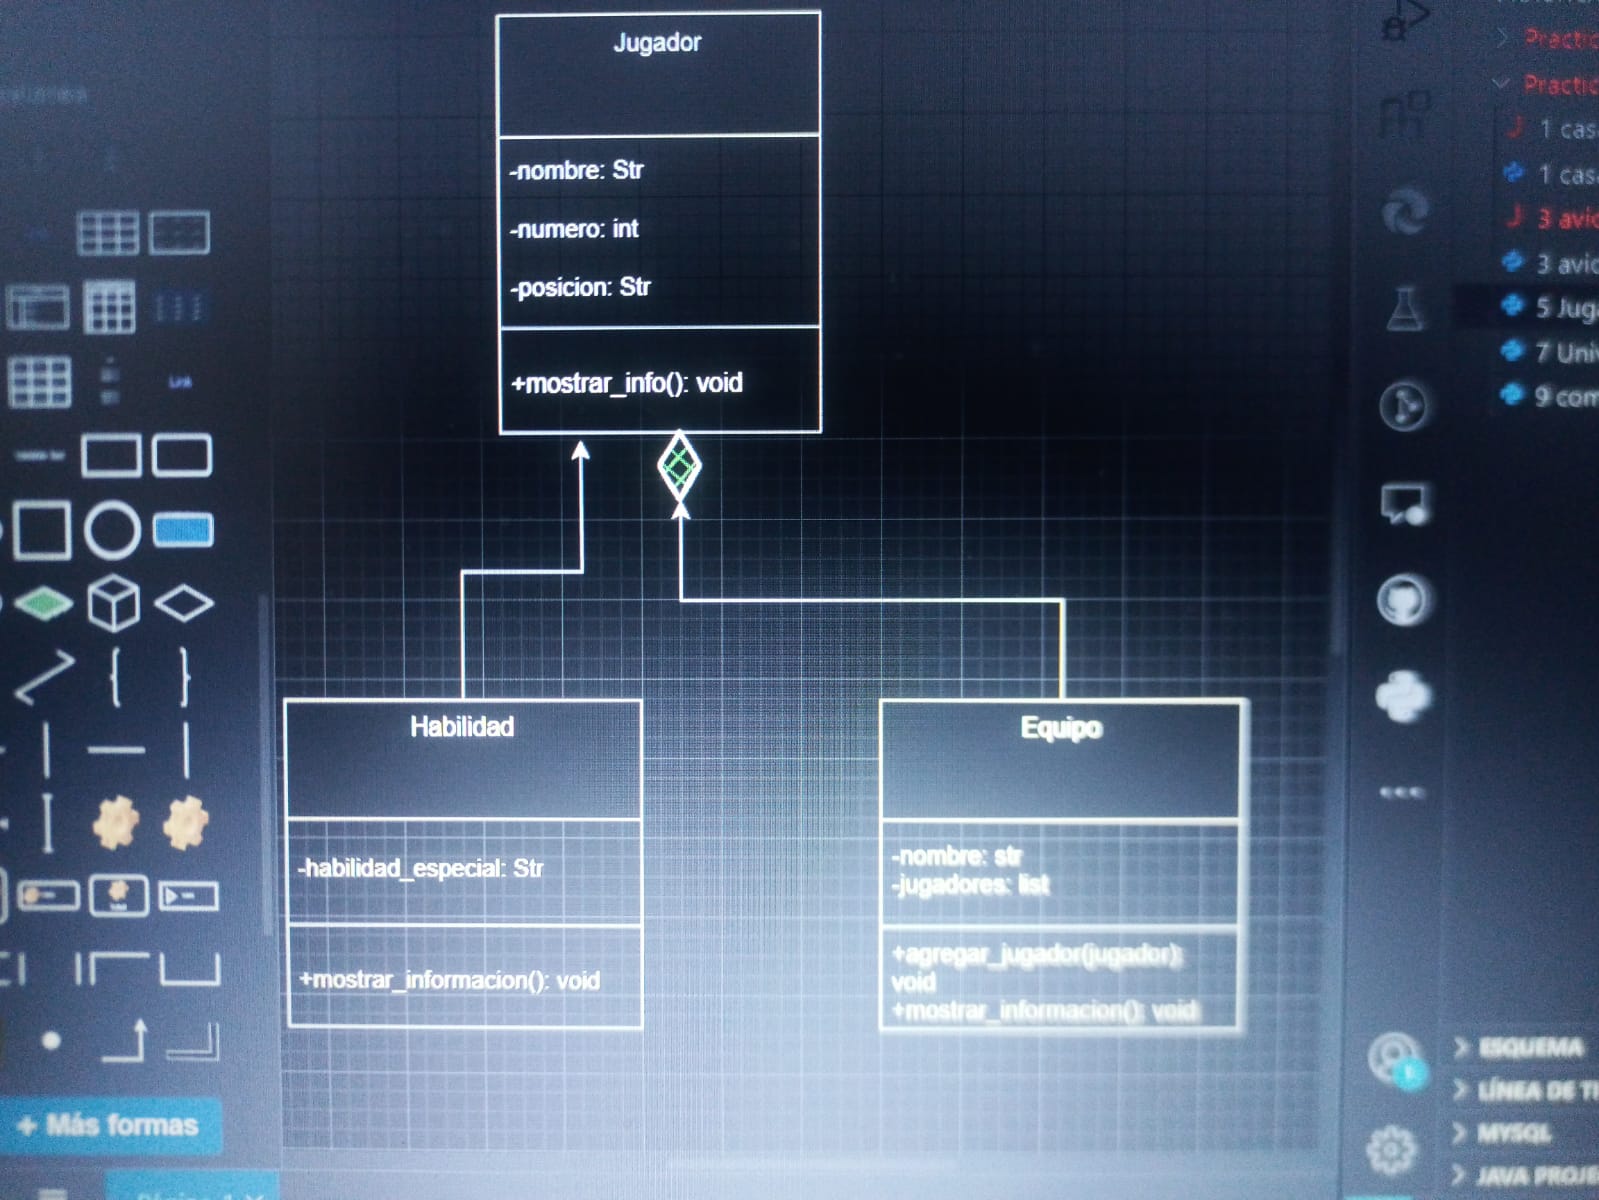 Jugador
-nombre: Str
-numero: int
-posicion: Str
+mostrar_info(): void
Habilidad
-habilidad_especial: Str
+mostrar_informacion(): void
Equipo
-nombre: str
-jugadores: list
+agregar_jugador(jugador):
void
+mostrar_informacion(): void
Link
+ Más formas
Practic
Practic
1 cas
1 cas
3 avic
3 avic
5 Jug
7 Univ
9 com
ESQUEMA
LÍNEA DE TI
MYSQL
JAVA PROJE